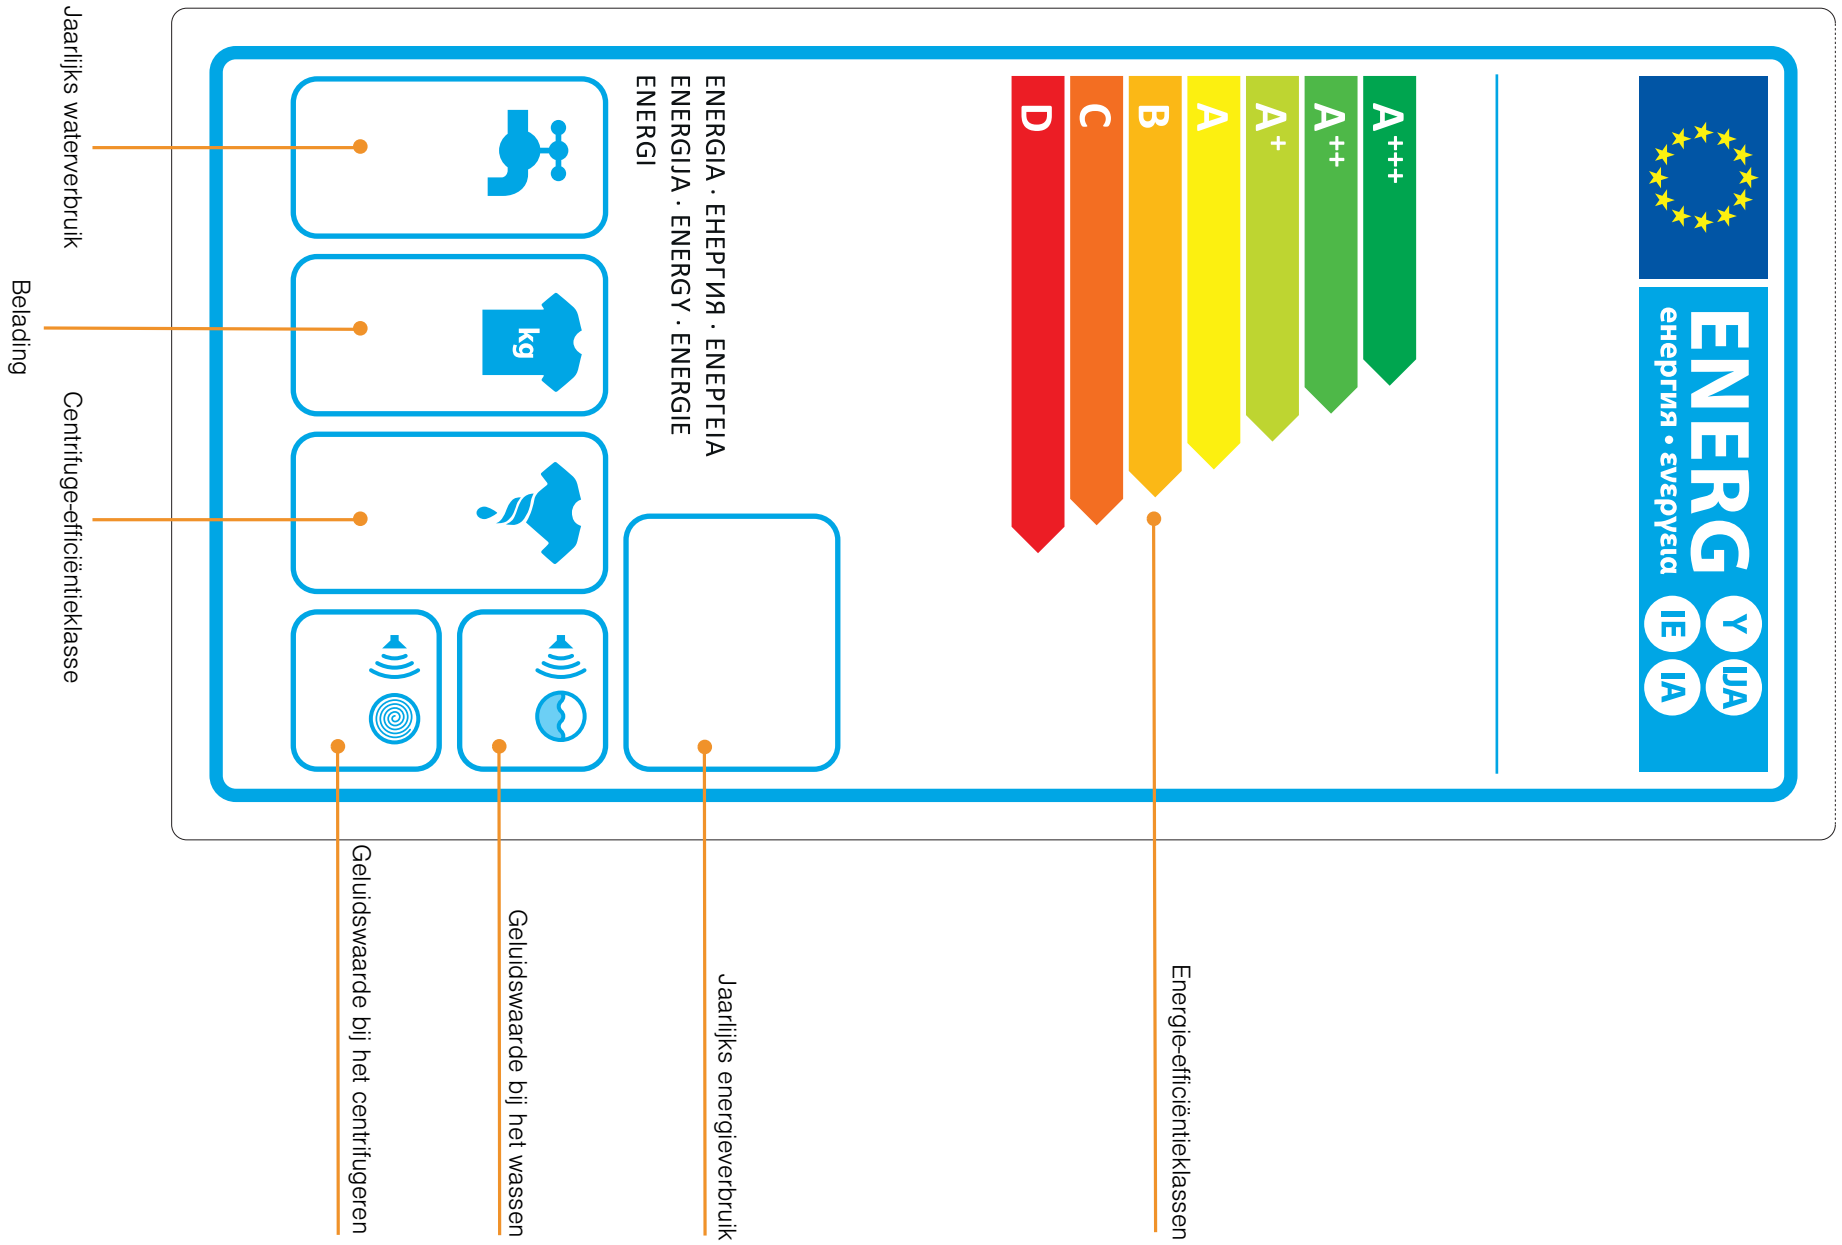 ENERG
енергия · ενεργεια
Y
IJA
IE
IA
A+++
A++
A+
A
B
C
D
Energie-efficiëntieklassen
ENERGIA · ЕНЕРГИЯ · ΕΝΕΡΓΕΙΑ
ENERGIJA · ENERGY · ENERGIE
ENERGI
Jaarlijks energieverbruik
Jaarlijks waterverbruik
kg
Belading
Centrifuge-efficiëntieklasse
Geluidswaarde bij het wassen
Geluidswaarde bij het centrifugeren